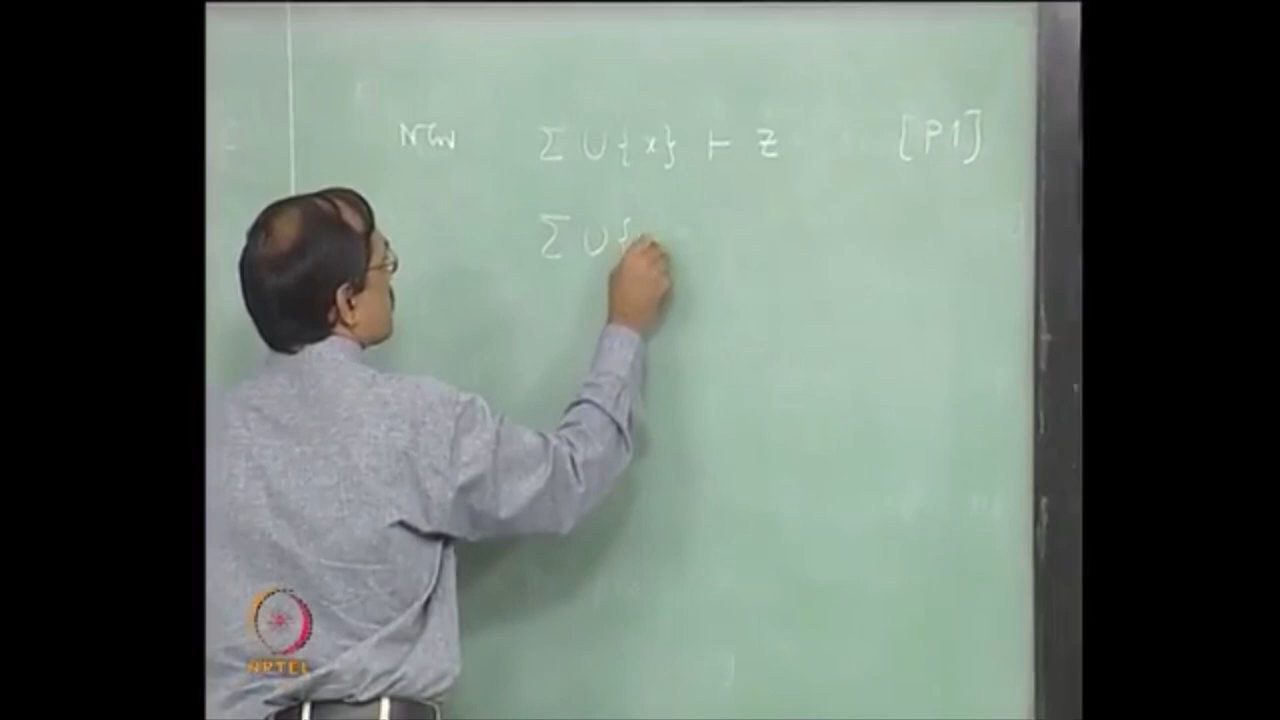 Now Σ ∪ {x} ⊢ z [P1]
Σ ∪ {
NPTEL